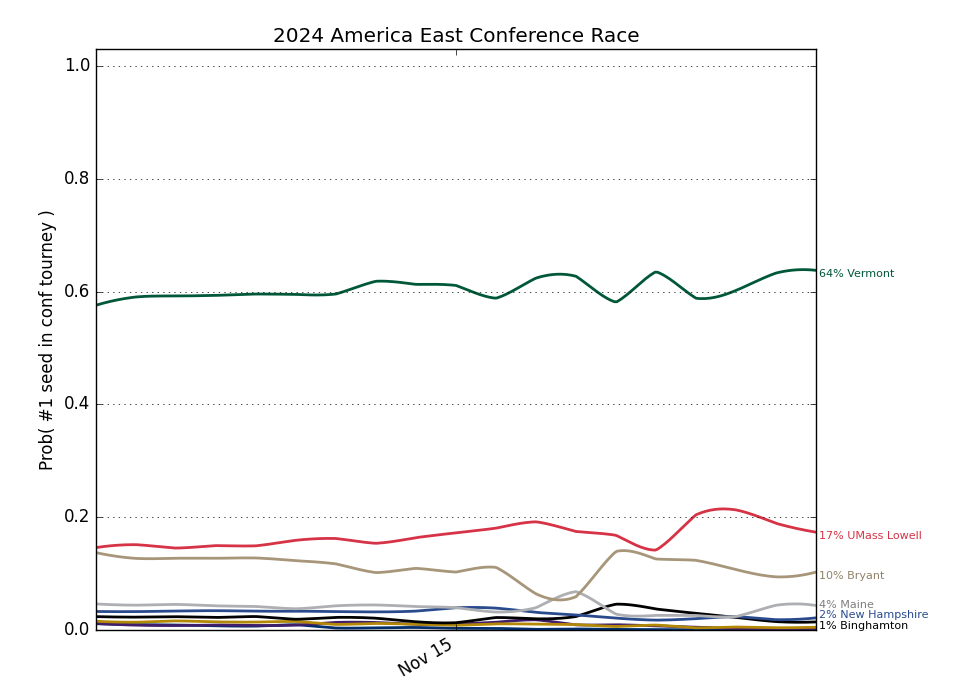 2024 America East Conference Race
Prob( #1 seed in conf tourney )
1.0
0.8
0.6
0.4
0.2
0.0
Nov 15
64% Vermont
17% UMass Lowell
10% Bryant
4% Maine
2% New Hampshire
1% Binghamton